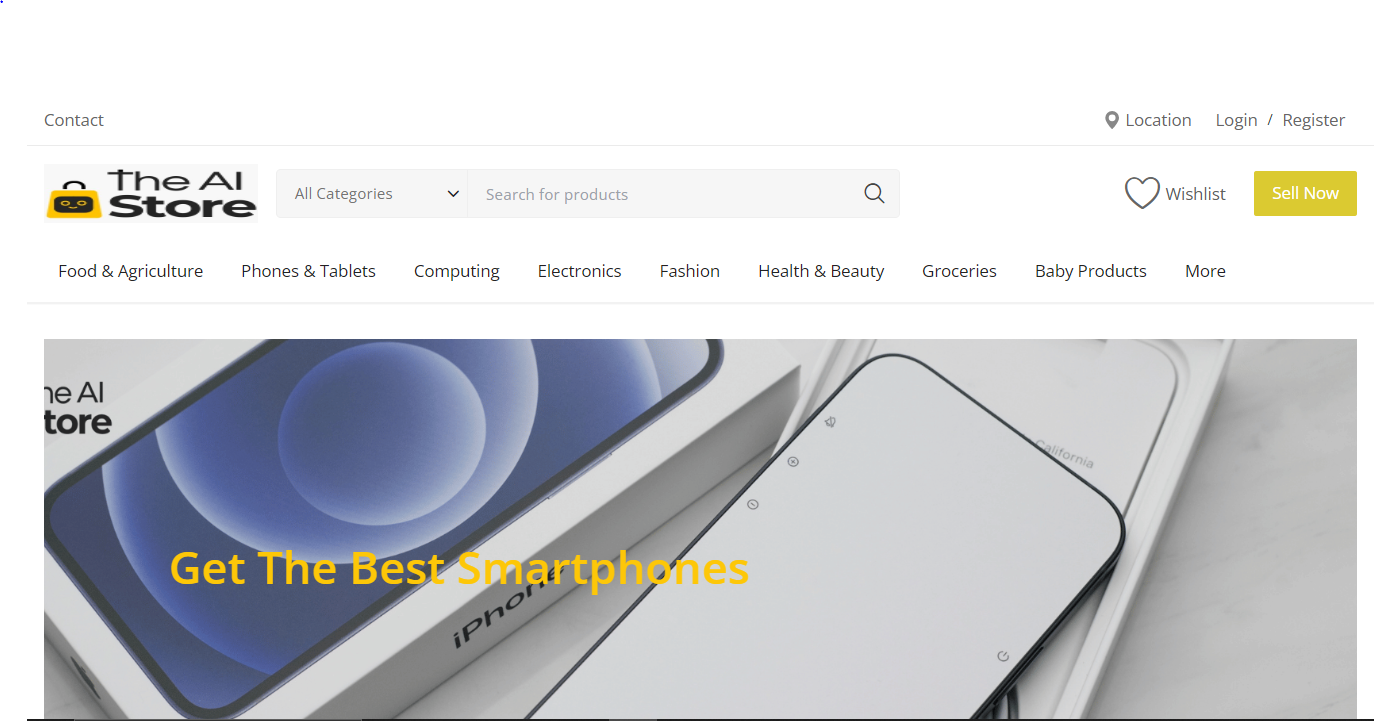 Contact
Location
Login / Register
The AI
Store
All Categories
Search for products
Wishlist
Sell Now
Food & Agriculture
Phones & Tablets
Computing
Electronics
Fashion
Health & Beauty
Groceries
Baby Products
More
he AI
tore
California
Get The Best Smartphones
iPhone